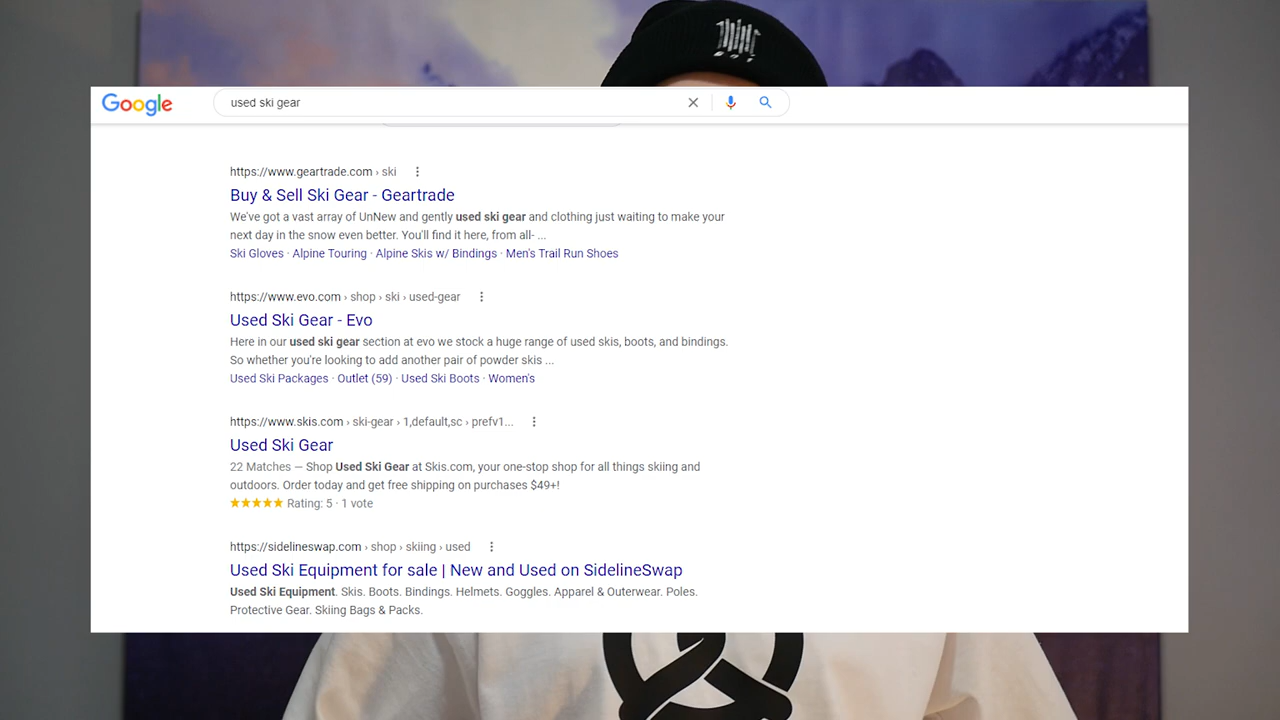 Google
used ski gear
https://www.geartrade.com › ski
Buy & Sell Ski Gear - Geartrade
We've got a vast array of UnNew and gently used ski gear and clothing just waiting to make your
next day in the snow even better. You'll find it here, from all- ...
Ski Gloves · Alpine Touring · Alpine Skis w/ Bindings · Men's Trail Run Shoes
https://www.evo.com › shop › ski › used-gear
Used Ski Gear - Evo
Here in our used ski gear section at evo we stock a huge range of used skis, boots, and bindings.
So whether you're looking to add another pair of powder skis ...
Used Ski Packages · Outlet (59) · Used Ski Boots · Women's
https://www.skis.com › ski-gear › 1,default,sc › prefv1...
Used Ski Gear
22 Matches — Shop Used Ski Gear at Skis.com, your one-stop shop for all things skiing and
outdoors. Order today and get free shipping on purchases $49+!
Rating: 5 · 1 vote
https://sidelineswap.com › shop › skiing › used
Used Ski Equipment for sale | New and Used on SidelineSwap
Used Ski Equipment. Skis. Boots. Bindings. Helmets. Goggles. Apparel & Outerwear. Poles.
Protective Gear. Skiing Bags & Packs.